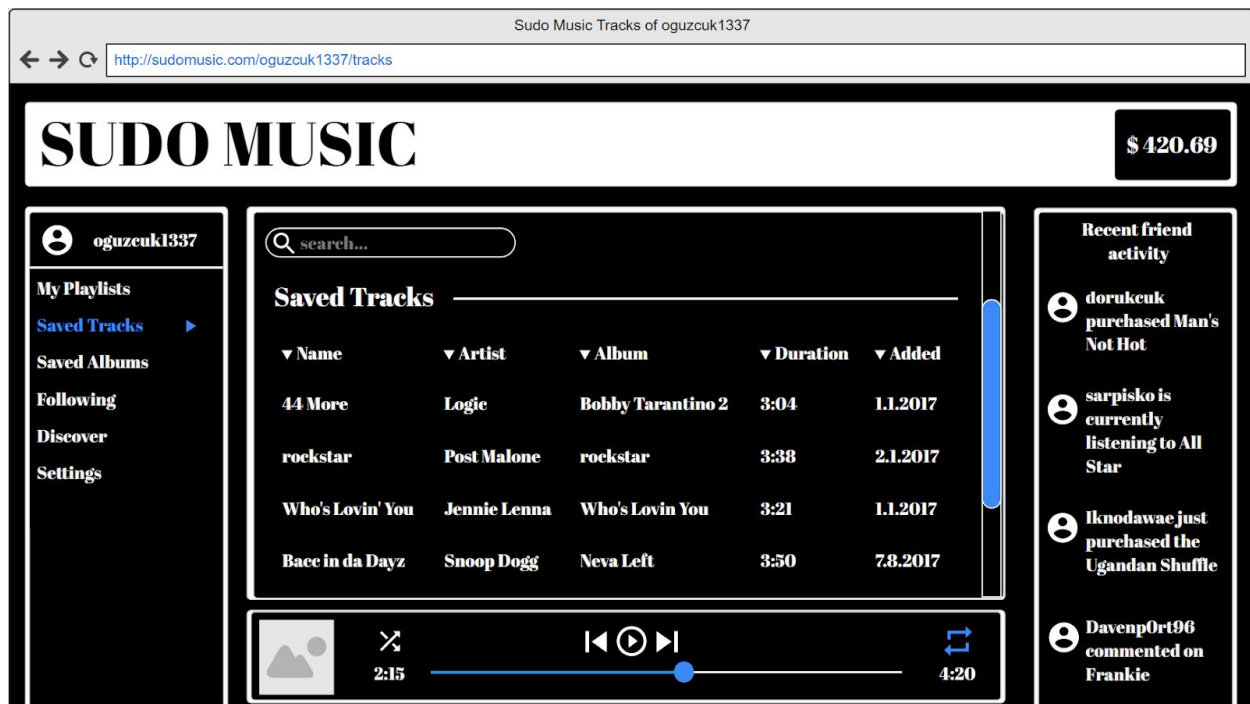 Sudo Music Tracks of oguzcuk1337
http://sudomusic.com/oguzcuk1337/tracks
SUDO MUSIC
$ 420.69
oguzcuk1337
My Playlists
Saved Tracks
Saved Albums
Following
Discover
Settings
search...
Saved Tracks
Name Artist Album Duration Added
44 More Logic Bobby Tarantino 2 3:04 1.1.2017
rockstar Post Malone rockstar 3:38 2.1.2017
Who's Lovin' You Jennie Lenna Who's Lovin You 3:21 1.1.2017
Bacc in da Dayz Snoop Dogg Neva Left 3:50 7.8.2017
2:15
4:20
Recent friend
activity
dorukcuk
purchased Man's
Not Hot
sarpisko is
currently
listening to All
Star
Iknodawae just
purchased the
Ugandan Shuffle
Davenp0rt96
commented on
Frankie